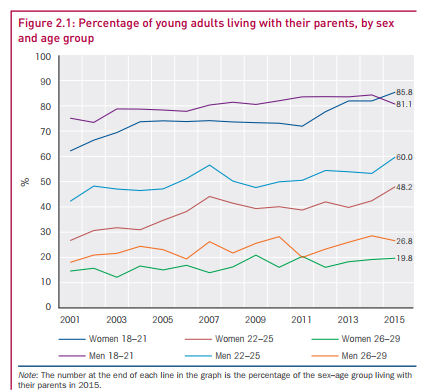 Figure 2.1: Percentage of young adults living with their parents, by sex
and age group
100
90
80
70
60
50
40
30
20
10
0
%
85.8
81.1
60.0
48.2
26.8
19.8
2001 2003 2005 2007 2009 2011 2013 2015
Women 18–21 Women 22–25 Women 26–29
Men 18–21 Men 22–25 Men 26–29
Note: The number at the end of each line in the graph is the percentage of the sex–age group living with
their parents in 2015.